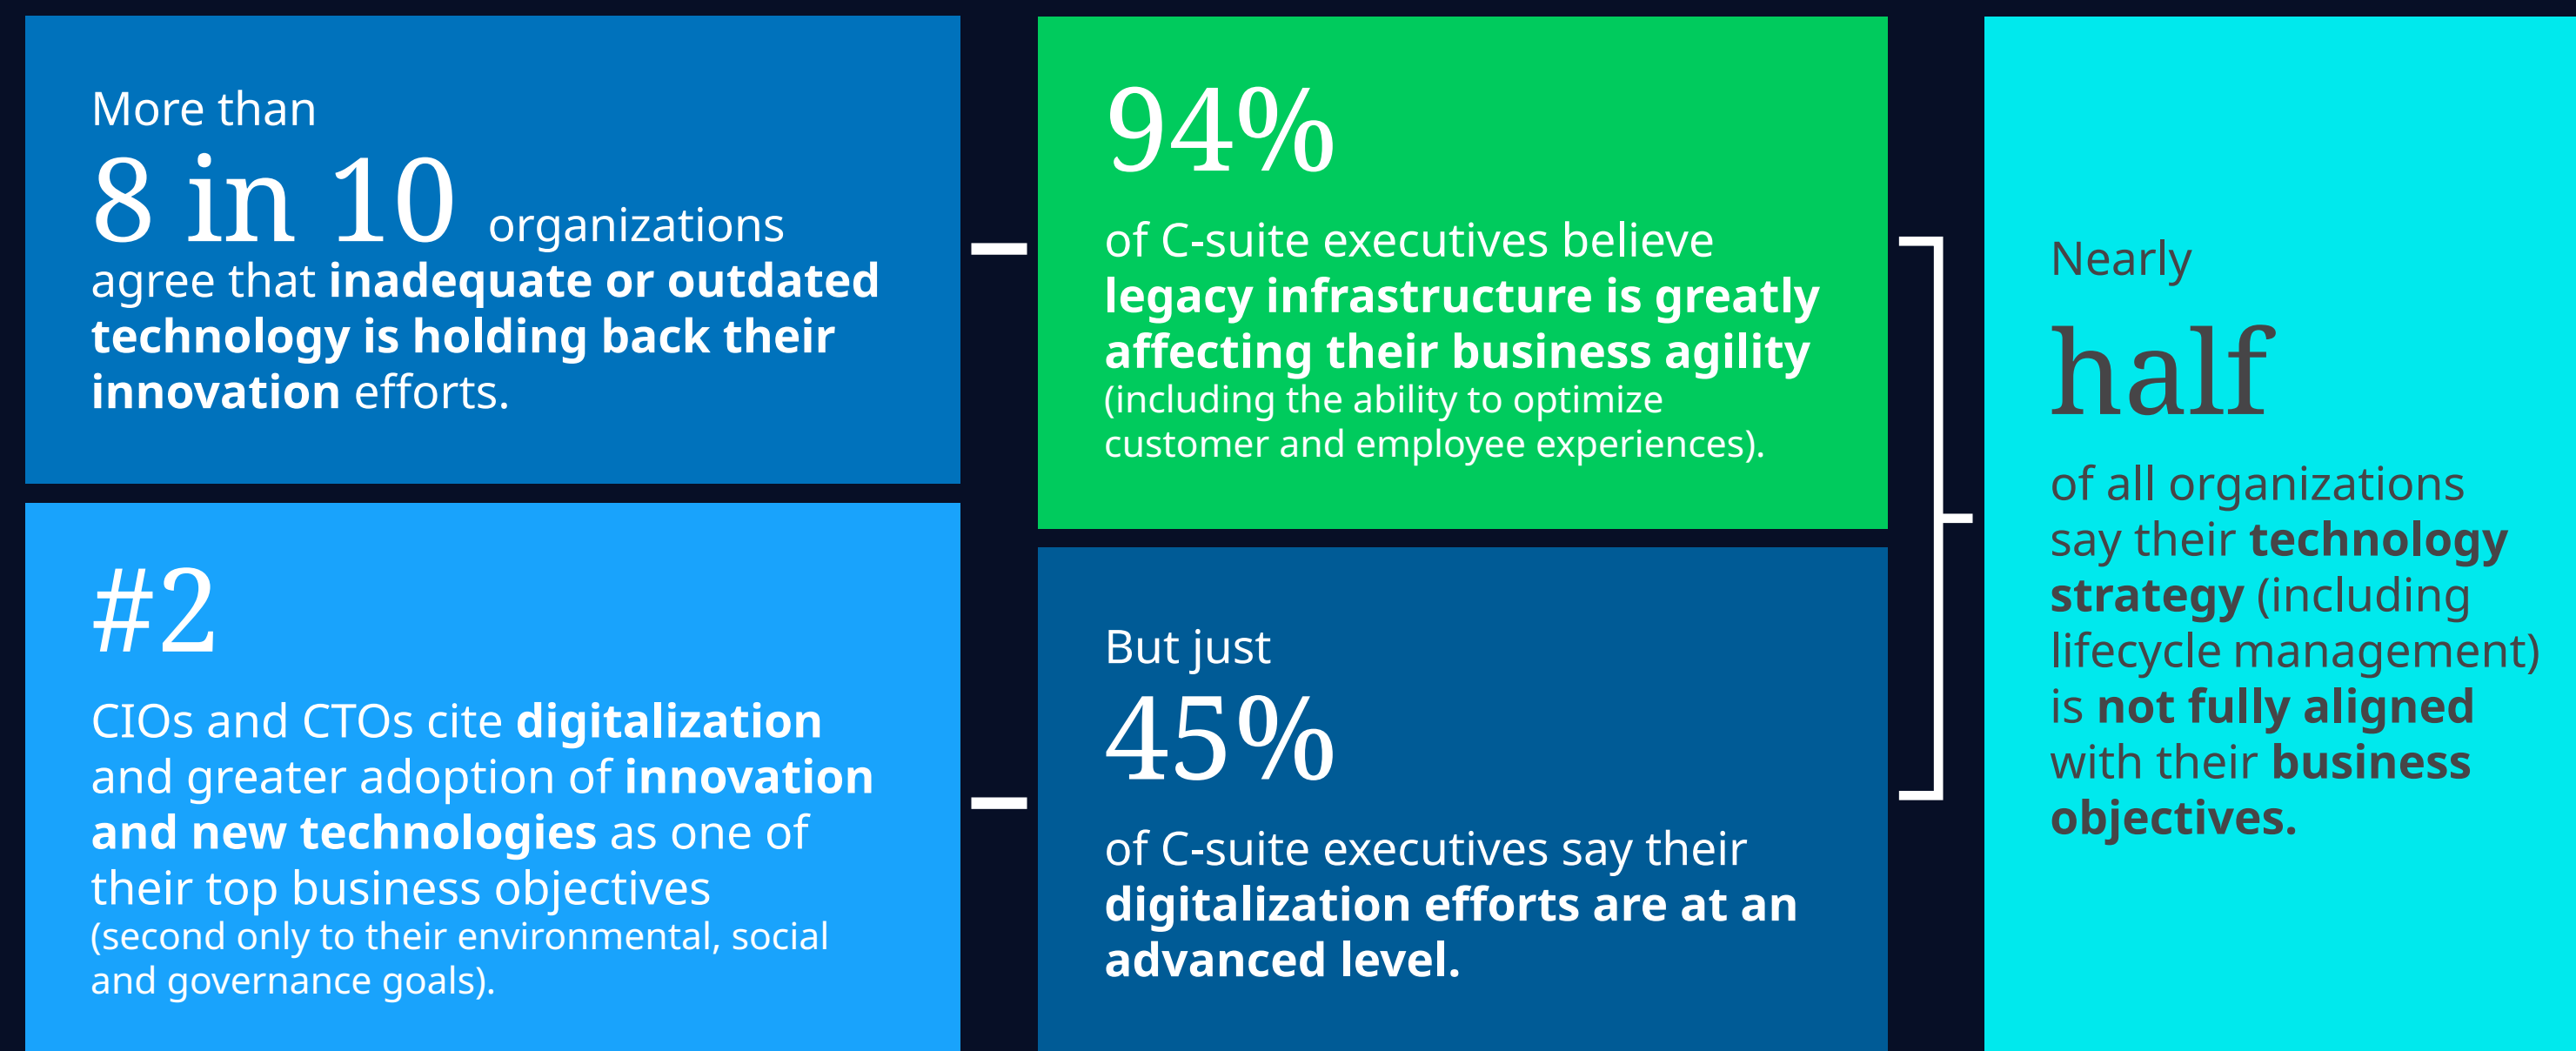 More than
8 in 10 organizations
agree that inadequate or outdated
technology is holding back their
innovation efforts.
#2
CIOs and CTOs cite digitalization
and greater adoption of innovation
and new technologies as one of
their top business objectives
(second only to their environmental, social
and governance goals).
94%
of C-suite executives believe
legacy infrastructure is greatly
affecting their business agility
(including the ability to optimize
customer and employee experiences).
But just
45%
of C-suite executives say their
digitalization efforts are at an
advanced level.
Nearly
half
of all organizations
say their technology
strategy (including
lifecycle management)
is not fully aligned
with their business
objectives.